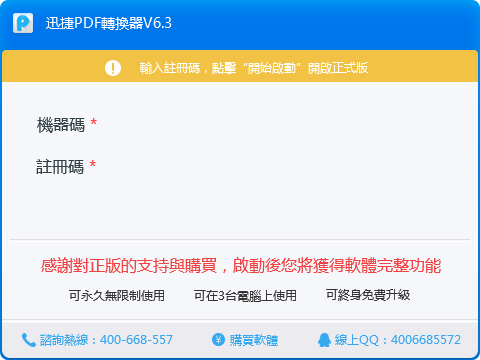 迅捷PDF轉換器V6.3
輸入註冊碼，點擊“開始啟動”開啟正式版
機器碼 *
註冊碼 *
感謝對正版的支持與購買，啟動後您將獲得軟體完整功能
可永久無限制使用 可在3台電腦上使用 可終身免費升級
諮詢熱線：400-668-557 購買軟體 線上QQ：4006685572